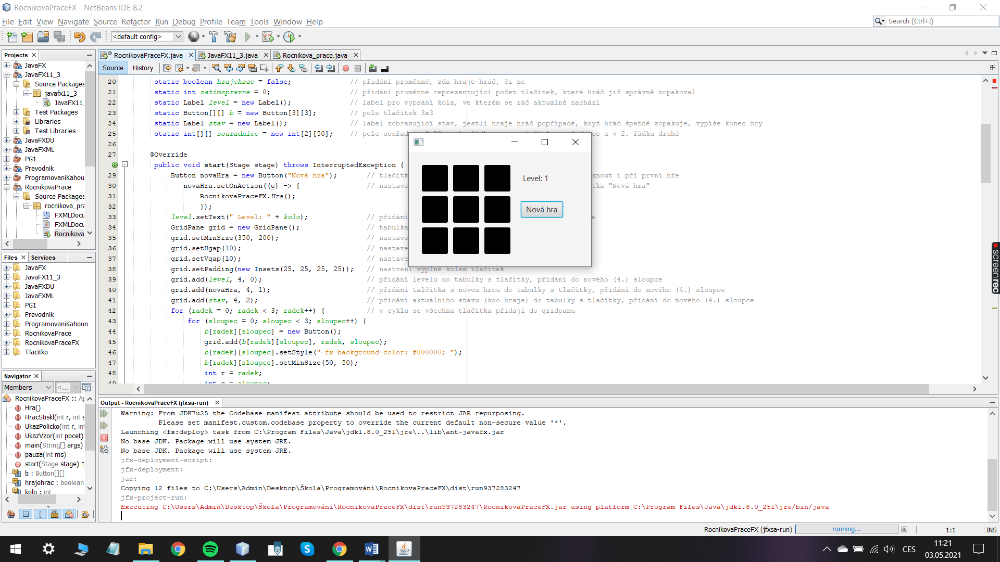 RocnikovaPraceFX - NetBeans IDE 8.2
File Edit View Navigate Source Refactor Run Debug Profile Team Tools Window Help
Search (Ctrl+I)
<default config>
Projects
JavaFX
JavaFX11_3
Source Packages
javafx11_3
JavaFX11_
Test Packages
Libraries
Test Libraries
JavaFXDU
JavaFXML
PG1
Prevodnik
ProgramovaniKahou
RocnikovaPrace
Source Packages
rocnikova_pra
FXMLDocu
FXMLDocu
Rocnikova
Files Services
JavaFX
JavaFX11_3
JavaFXDU
JavaFXML
PG1
Prevodnik
ProgramovaniKahoun
RocnikovaPrace
RocnikovaPraceFX
Tlacitko
Navigator
Members <...
RocnikovaPraceFX :: Ap
Hra()
HracStiskl(int r, int s
UkazPolicko(int r, int
UkazVzor(int pocet)
main(String[] args)
pauza(int ms)
start(Stage stage) ↑
b : Button[][]
hrajehrac : boolean
kolo : int
RocnikovaPraceFX.java JavaFX11_3.java Rocnikova_prace.java
Source History
20 static boolean hrajehrac = false; // přidání proměnné, zda hraje hráč, či ne
21 static int zatimspravne = 0; // přidání proměnné reprezentující počet tlačítek, které hráč již správně zopakoval
22 static Label level = new Label(); // label pro vypsání kola, ve kterém se ráč aktuálně nachází
23 static Button[][] b = new Button[3][3]; // pole tlačítek 3x3
24 static Label stav = new Label(); // label zobrazující stav, jestli hraje hráč popřípadě, když hráč špatně zopakuje, vypíše konec hry
25 static int[][] souradnice = new int[2][50]; // pole souřad a v 2. řádku druhé
26
27 @Override
public void start(Stage stage) throws InterruptedException {
29 Button novaHra = new Button("Nová hra"); // tlačítk knout i při první hře
30 novaHra.setOnAction((e) -> { // nastave tka "Nová hra"
31 RocnikovaPraceFX.Hra();
32 });
33 level.setText(" Level: " + kolo); // přidání e
34 GridPane grid = new GridPane(); // tabulka
35 grid.setMinSize(350, 200); // nastave
36 grid.setHgap(10); // nastave
37 grid.setVgap(10); // nastave
38 grid.setPadding(new Insets(25, 25, 25, 25)); // nastvení výplně kolem tlačítek
39 grid.add(level, 4, 0); // přidání levelu do tabulky s tlačítky, přidání do nového (4.) sloupce
40 grid.add(novaHra, 4, 1); // přidání talčítka s novou hrou do tabulky s tlačítky, přidání do nového (4.) sloupce
41 grid.add(stav, 4, 2); // přidání aktuálního stavu (kdo hraje) do tabulky s tlačítky, přidání do nového (4.) sloupce
42 for (radek = 0; radek < 3; radek++) { // v cyklu se všechna tlačítka přidají do gridpanu
43 for (sloupec = 0; sloupec < 3; sloupec++) {
44 b[radek][sloupec] = new Button();
45 grid.add(b[radek][sloupec], radek, sloupec);
46 b[radek][sloupec].setStyle("-fx-background-color: #000000; ");
47 b[radek][sloupec].setMinSize(50, 50);
48 int r = radek;
49 int s = sloupec;
Level: 1
Nová hra
Output - RocnikovaPraceFX (jfxsa-run)
Warning: From JDK7u25 the Codebase manifest attribute should be used to restrict JAR repurposing.
Please set manifest.custom.codebase property to override the current default non-secure value '*'.
Launching <fx:deploy> task from C:\Program Files\Java\jdk1.8.0_251\jre\..\lib\ant-javafx.jar
No base JDK. Package will use system JRE.
No base JDK. Package will use system JRE.
jfx-deployment-script:
jfx-deployment:
jar:
Copying 12 files to C:\Users\Admin\Desktop\Škola\Programování\RocnikovaPraceFX\dist\run937283247
jfx-project-run:
Executing C:\Users\Admin\Desktop\Škola\Programování\RocnikovaPraceFX\dist\run937283247\RocnikovaPraceFX.jar using platform C:\Program Files\Java\jdk1.8.0_251\jre/bin/java
RocnikovaPraceFX (jfxsa-run) running... 1:1 INS
screenrec
CES
11:21
03.05.2021